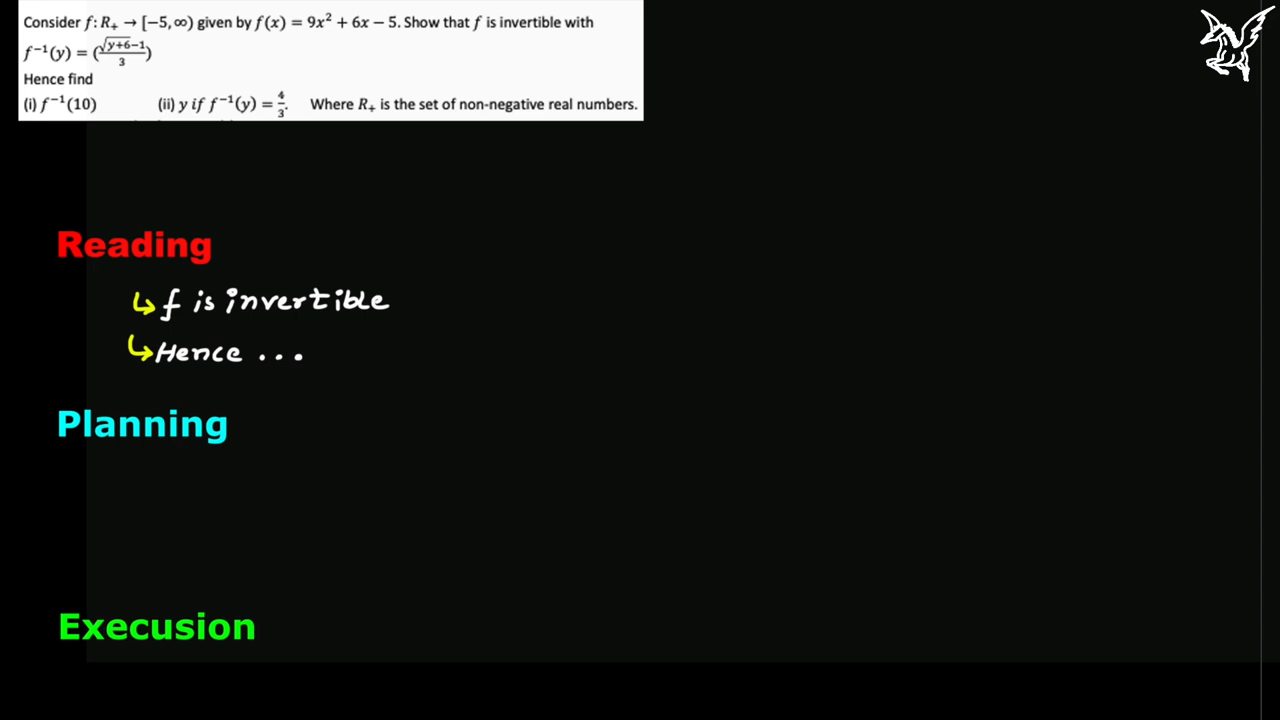 Consider f: R₊ → [−5, ∞) given by f(x) = 9x² + 6x − 5. Show that f is invertible with
f⁻¹(y) = (√(y+6)−1 / 3)
Hence find
(i) f⁻¹(10) (ii) y if f⁻¹(y) = 4/3. Where R₊ is the set of non-negative real numbers.
Reading
↳ f is invertible
↳ Hence ...
Planning
Execusion